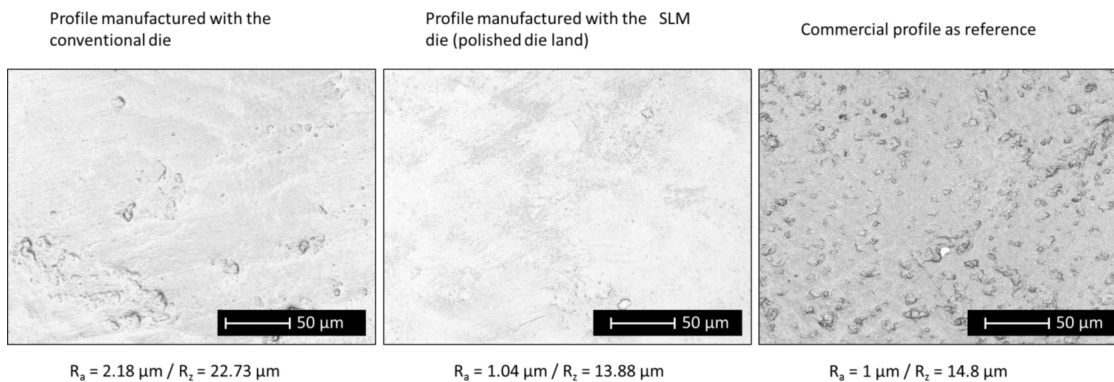 Profile manufactured with the
conventional die
Profile manufactured with the SLM
die (polished die land)
Commercial profile as reference
50 µm
50 µm
50 µm
Ra = 2.18 µm / Rz = 22.73 µm
Ra = 1.04 µm / Rz = 13.88 µm
Ra = 1 µm / Rz = 14.8 µm